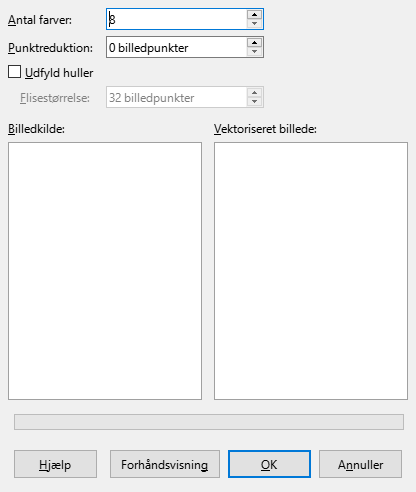 Antal farver: 8
Punktreduktion: 0 billedpunkter
Udfyld huller
Flisestørrelse: 32 billedpunkter
Billedkilde: Vektoriseret billede:
Hjælp Forhåndsvisning OK Annuller